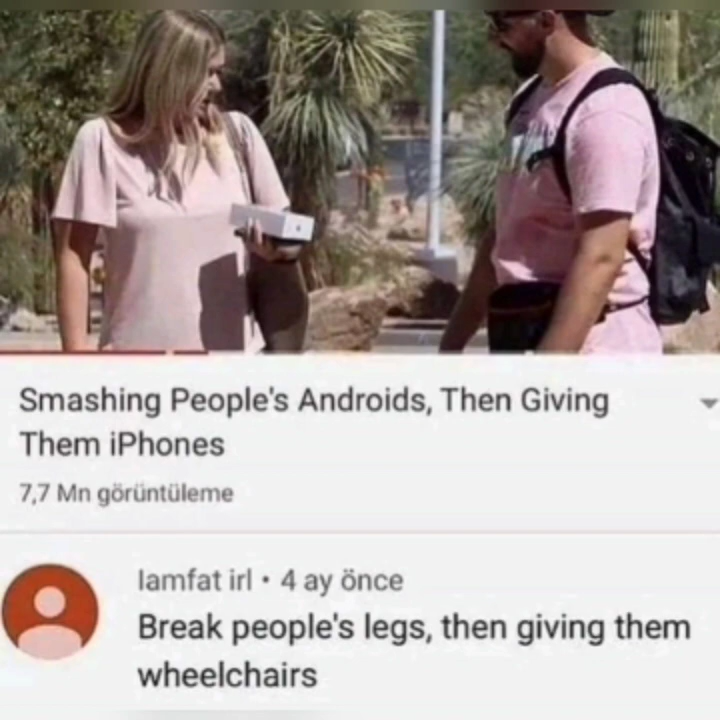 Smashing People's Androids, Then Giving
Them iPhones
7,7 Mn görüntüleme
Iamfat irl • 4 ay önce
Break people's legs, then giving them
wheelchairs